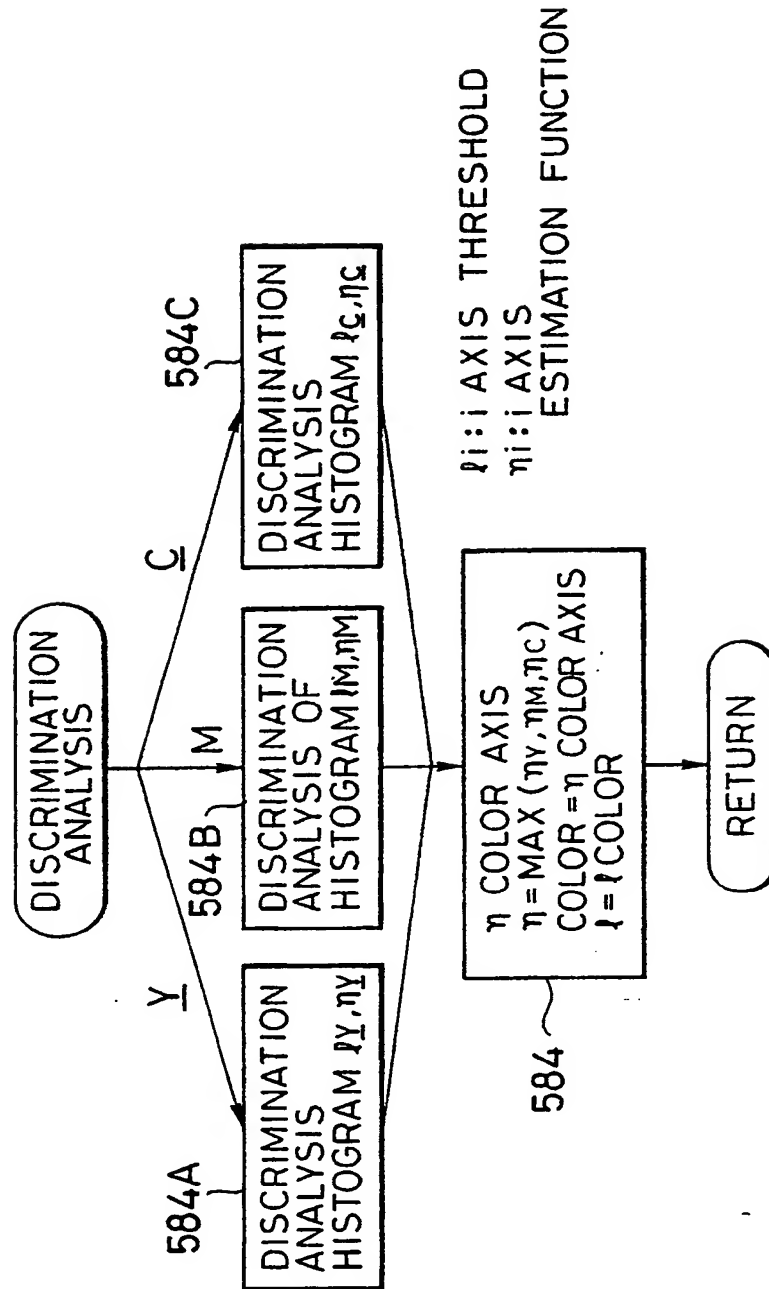 DISCRIMINATION
ANALYSIS
Y
M
C
584A
DISCRIMINATION
ANALYSIS
HISTOGRAM ℓY,ηY
584B
DISCRIMINATION
ANALYSIS OF
HISTOGRAM ℓM,ηM
584C
DISCRIMINATION
ANALYSIS
HISTOGRAM ℓC,ηC
584
η COLOR AXIS
η=MAX (ηY,ηM,ηC)
COLOR=η COLOR AXIS
ℓ=ℓCOLOR
RETURN
ℓi:i AXIS THRESHOLD
ηi:i AXIS
ESTIMATION FUNCTION